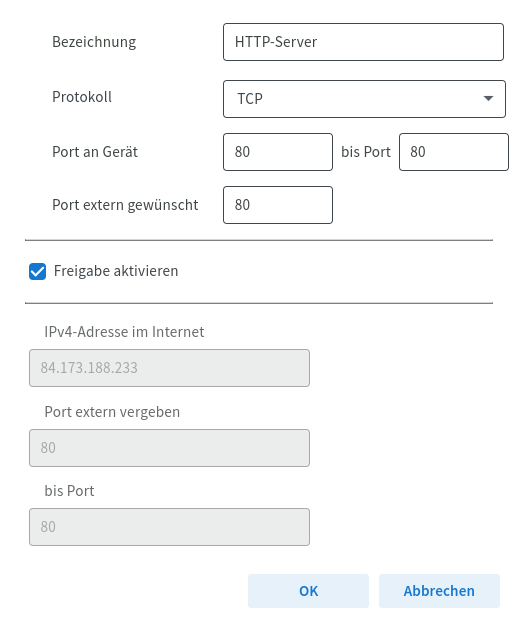 Bezeichnung HTTP-Server
Protokoll TCP
Port an Gerät 80 bis Port 80
Port extern gewünscht 80
Freigabe aktivieren
IPv4-Adresse im Internet
84.173.188.233
Port extern vergeben
80
bis Port
80
OK Abbrechen